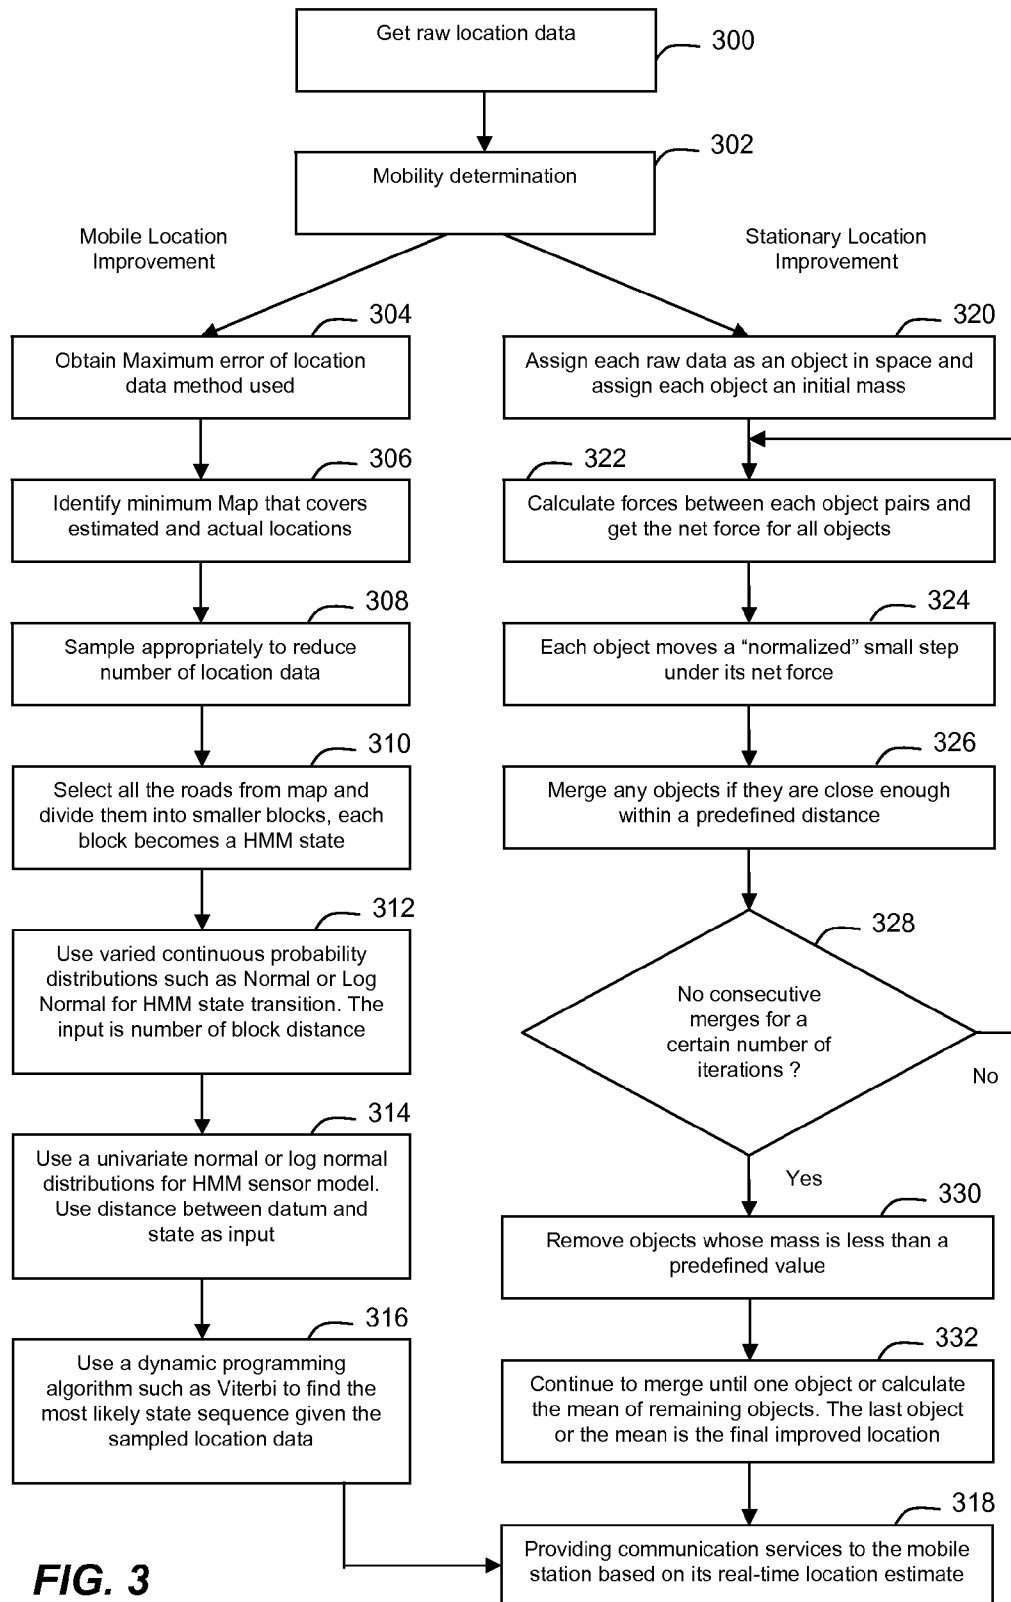 Get raw location data
300
302
Mobility determination
Mobile Location
Improvement
Stationary Location
Improvement
304
Obtain Maximum error of location
data method used
306
Identify minimum Map that covers
estimated and actual locations
308
Sample appropriately to reduce
number of location data
310
Select all the roads from map and
divide them into smaller blocks, each
block becomes a HMM state
312
Use varied continuous probability
distributions such as Normal or Log
Normal for HMM state transition. The
input is number of block distance
314
Use a univariate normal or log normal
distributions for HMM sensor model.
Use distance between datum and
state as input
316
Use a dynamic programming
algorithm such as Viterbi to find the
most likely state sequence given the
sampled location data
320
Assign each raw data as an object in space and
assign each object an initial mass
322
Calculate forces between each object pairs and
get the net force for all objects
324
Each object moves a “normalized” small step
under its net force
326
Merge any objects if they are close enough
within a predefined distance
328
No consecutive
merges for a
certain number of
iterations ?
No
Yes
330
Remove objects whose mass is less than a
predefined value
332
Continue to merge until one object or calculate
the mean of remaining objects. The last object
or the mean is the final improved location
318
Providing communication services to the mobile
station based on its real-time location estimate
FIG. 3